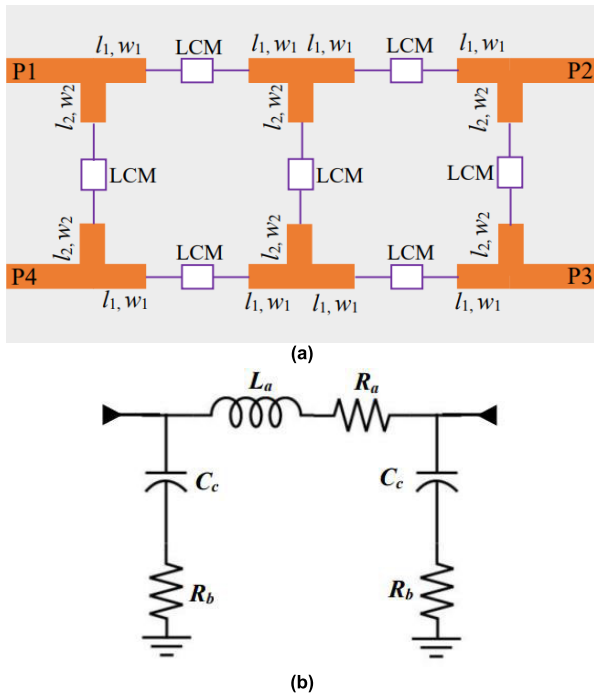 l1, w1 LCM l1, w1 l1, w1 LCM l1, w1
P1 P2
l2, w2 l2, w2 l2, w2
LCM LCM LCM
l2, w2 l2, w2 l2, w2
P4 LCM LCM P3
l1, w1 l1, w1 l1, w1 l1, w1
(a)
La Ra
Cc Cc
Rb Rb
(b)